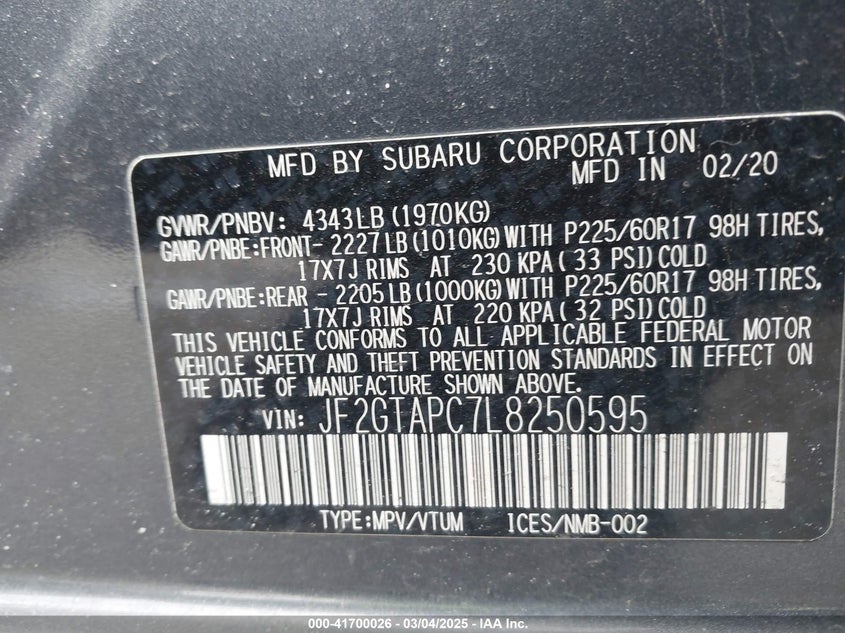 MFD BY SUBARU CORPORATION
MFD IN 02/20
GVWR/PNBV: 4343LB (1970KG)
GAWR/PNBE:FRONT- 2227LB (1010KG) WITH P225/60R17 98H TIRES,
17X7J RIMS AT 230 KPA ( 33 PSI) COLD
GAWR/PNBE:REAR - 2205LB (1000KG) WITH P225/60R17 98H TIRES,
17X7J RIMS AT 220 KPA ( 32 PSI) COLD
THIS VEHICLE CONFORMS TO ALL APPLICABLE FEDERAL MOTOR
VEHICLE SAFETY AND THEFT PREVENTION STANDARDS IN EFFECT ON
THE DATE OF MANUFACTURE SHOWN ABOVE.
VIN: JF2GTAPC7L8250595
TYPE:MPV/VTUM ICES/NMB-002
000-41700026 - 03/04/2025 - IAA Inc.